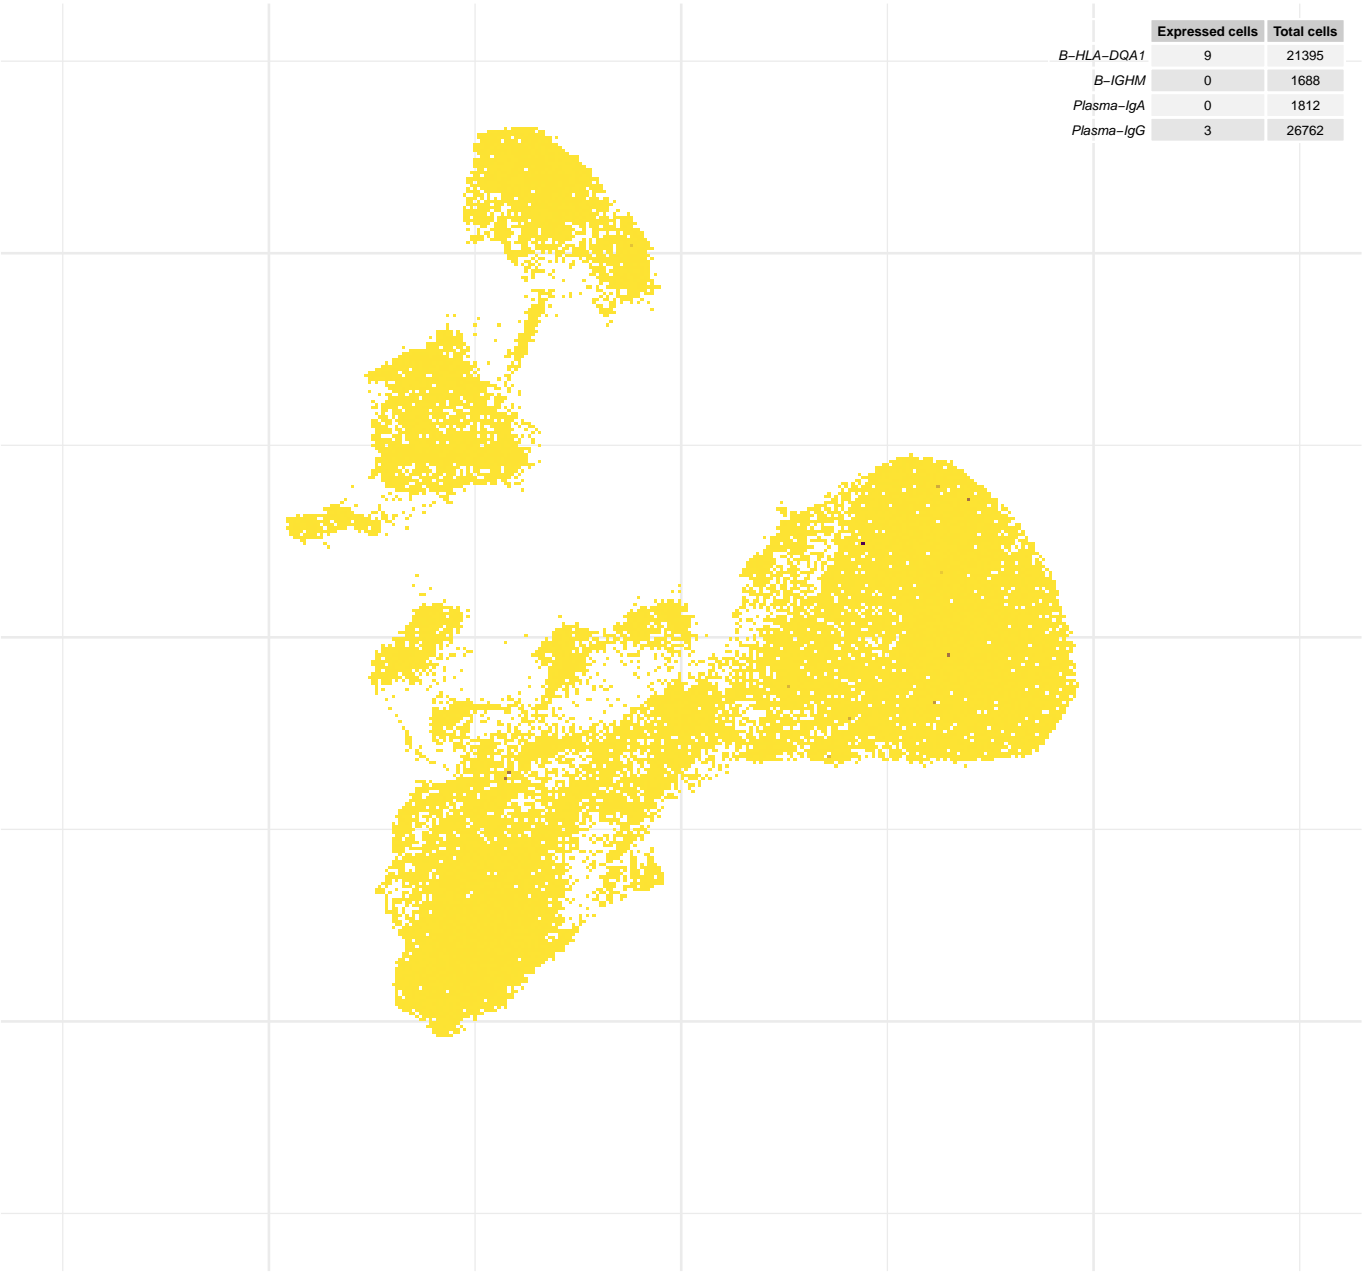 Expressed cells Total cells
B−HLA−DQA1 9 21395
B−IGHM 0 1688
Plasma−IgA 0 1812
Plasma−IgG 3 26762